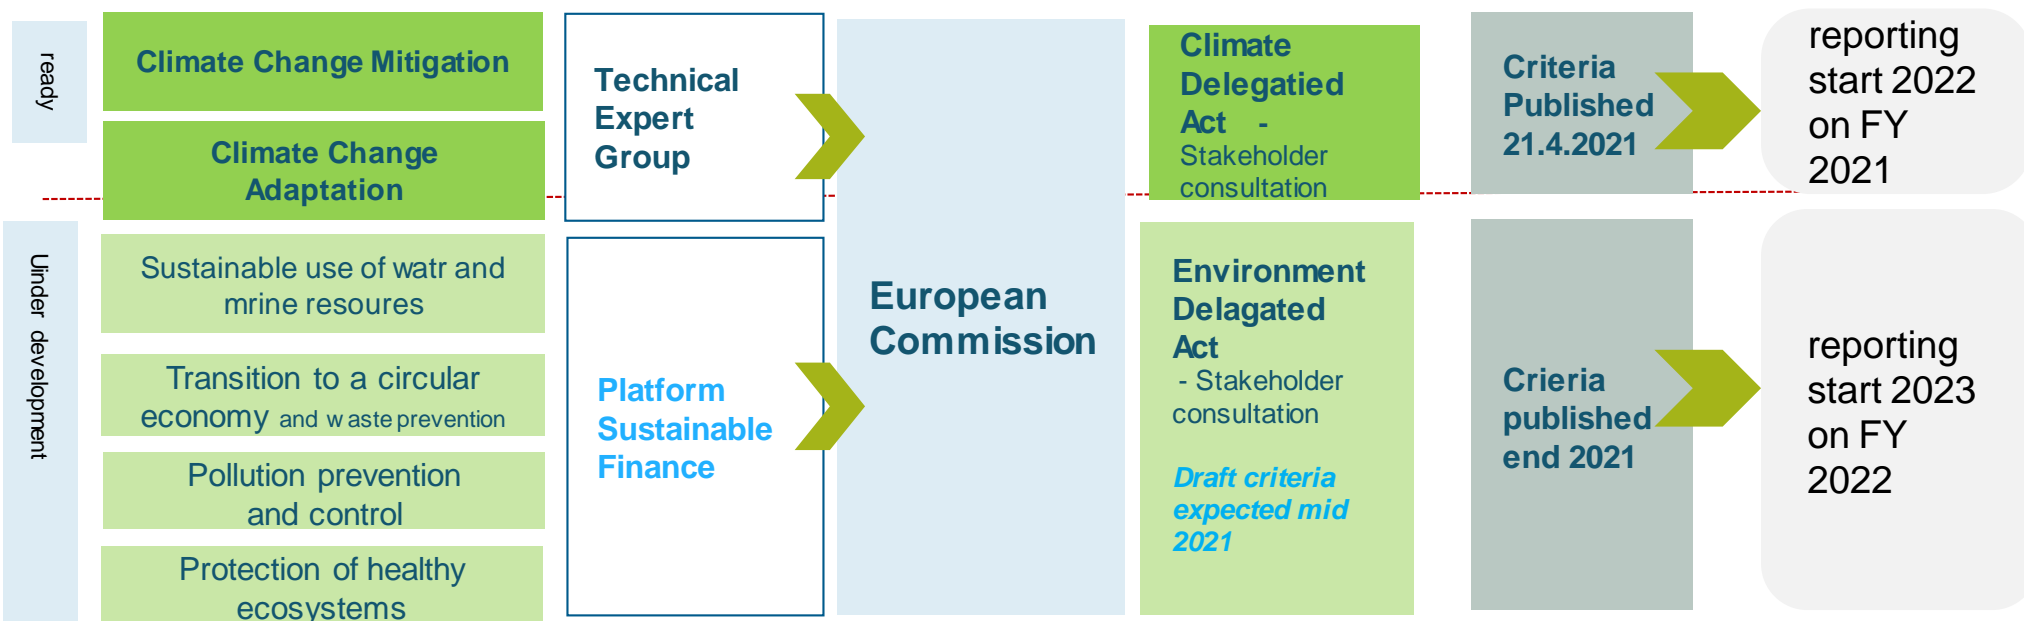 ready
Climate Change Mitigation
Climate Change
Adaptation
Technical
Expert
Group
Climate
Delegatied
Act -
Stakeholder
consultation
Criteria
Published
21.4.2021
reporting
start 2022
on FY
2021
Uinder development
Sustainable use of watr and
mrine resoures
Transition to a circular
economy and waste prevention
Pollution prevention
and control
Protection of healthy
ecosystems
Platform
Sustainable
Finance
European
Commission
Environment
Delagated
Act
- Stakeholder
consultation
Draft criteria
expected mid
2021
Crieria
published
end 2021
reporting
start 2023
on FY
2022